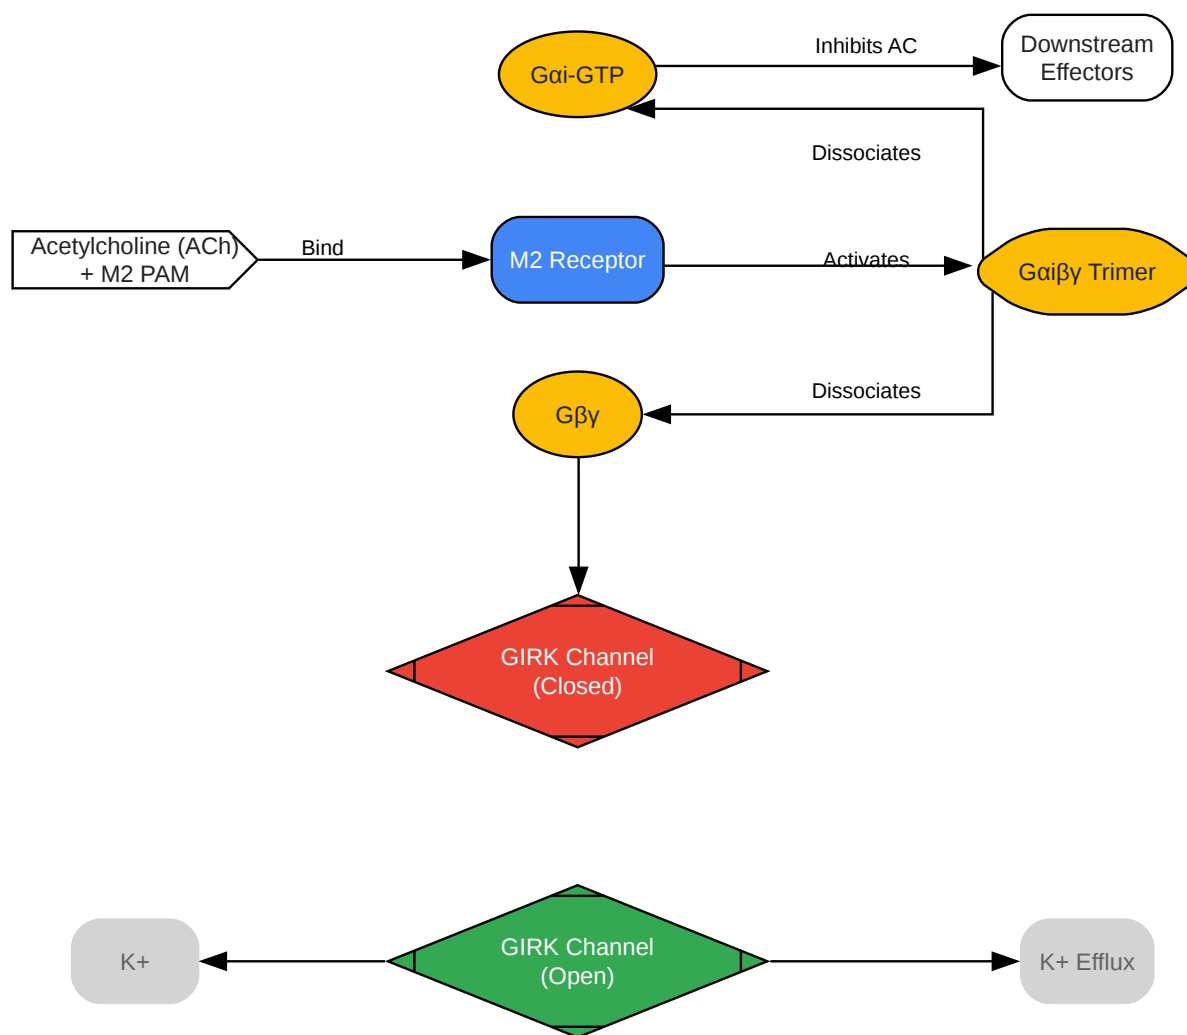 Inhibits AC
Downstream
Effectors
Gαi-GTP
Dissociates
Acetylcholine (ACh)
+ M2 PAM
Bind
M2 Receptor
Activates
Gαiβγ Trimer
Dissociates
Gβγ
GIRK Channel
(Closed)
K+
GIRK Channel
(Open)
K+ Efflux